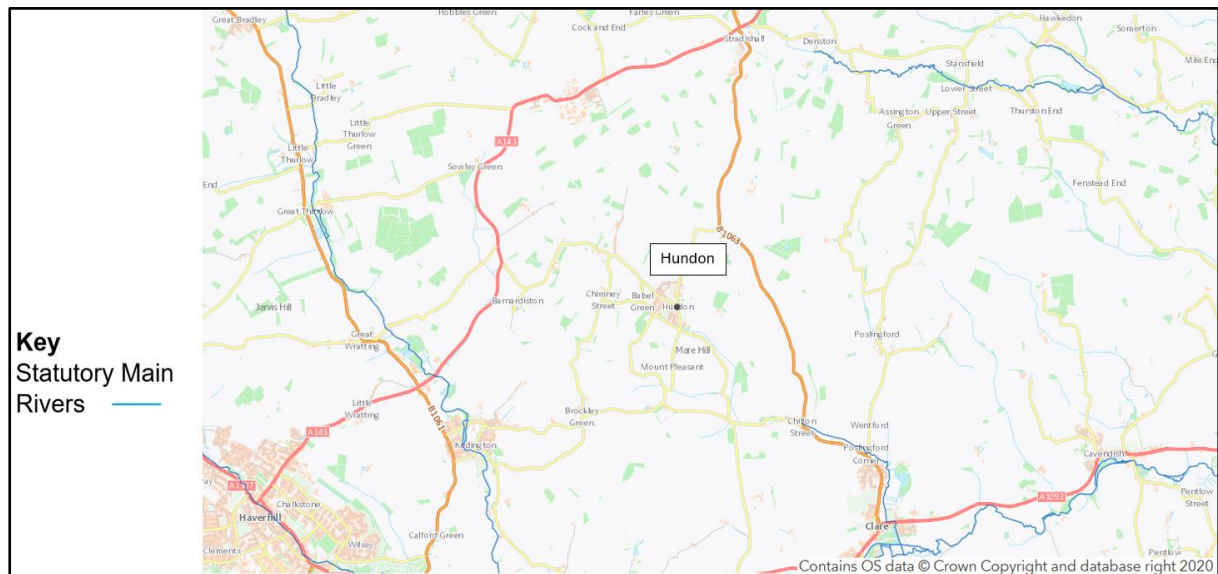 Great Bradley
Hobbles Green
Farley Green
Cock and End
Stradishall
Denston
Hawkedon
Somerton
Mile End
Stansfield
Lower Street
Little
Bradley
Assington
Green
Upper Street
Thurston End
Little
Thurlow
Green
Little
Thurlow
A143
Sowley Green
End
Great Thurlow
Fenstead End
B1063
Hundon
Barnardiston
Chimney
Street
Babel
Green
Hundon
Jarvis Hill
Great
Wratting
Poslingford
Mare Hill
Mount Pleasant
Key
Statutory Main
Rivers
Little
Wratting
B1061
Brockley
Green
Chilton
Street
Wentford
A143
Kedington
Poslingford
Corner
Cavendish
Chalkstone
Haverhill
A1092
Pentlow
Street
Clare
Wilsey
Clements
Calford Green
Pentlow
Contains OS data © Crown Copyright and database right 2020